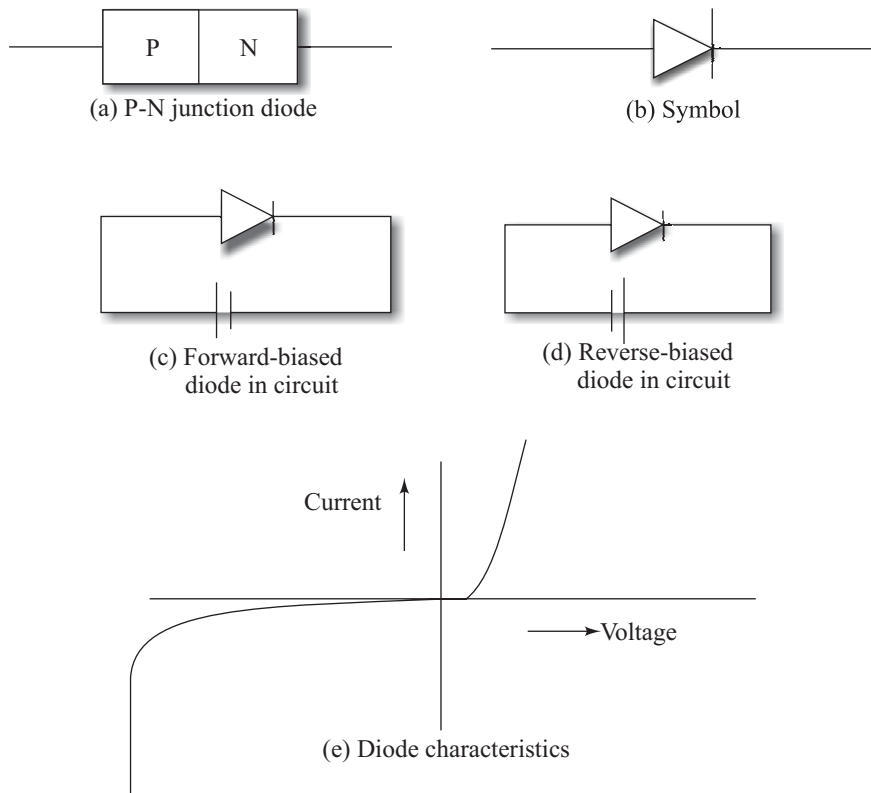 P
N
(a) P-N junction diode
(b) Symbol
(c) Forward-biased
diode in circuit
(d) Reverse-biased
diode in circuit
Current
Voltage
(e) Diode characteristics